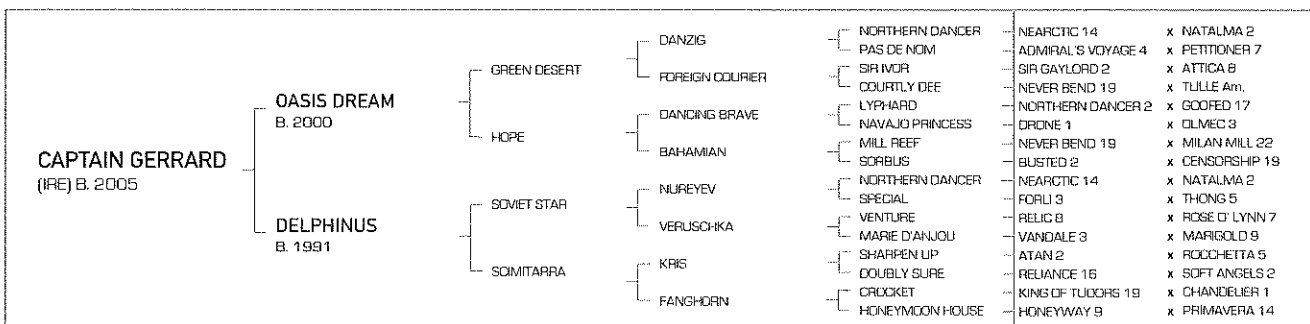 NORTHERN DANCER NEARCTIC 14 x NATALMA 2
DANZIG
PAS DE NOM ADMIRAL'S VOYAGE 4 x PETITIONER 7
GREEN DESERT
SIR IVOR SIR GAYLORD 2 x ATTICA 8
FOREIGN COURIER
COURTLY DEE NEVER BEND 19 x TULLE Am.
OASIS DREAM
B. 2000
LYPHARD NORTHERN DANCER 2 x GOOFED 17
DANCING BRAVE
NAVAJO PRINCESS DRONE 1 x OLMEC 3
HOPE
MILL REEF NEVER BEND 19 x MILAN MILL 22
BAHAMIAN
SORBUS BUSTED 2 x CENSORSHIP 19
CAPTAIN GERRARD
(IRE) B. 2005
NORTHERN DANCER NEARCTIC 14 x NATALMA 2
NUREYEV
SPECIAL FORLI 3 x THONG 5
SOVIET STAR
VENTURE RELIC 8 x ROSE O' LYNN 7
VERUSCHKA
MARIE D'ANJOU VANDALE 3 x MARIGOLD 9
DELPHINUS
B. 1991
SHARPEN UP ATAN 2 x ROCCHETTA 5
KRIS
DOUBLY SURE RELIANCE 16 x SOFT ANGELS 2
SCIMITARRA
CROCKET KING OF TUDORS 19 x CHANDELIER 1
FANGHORN
HONEYMOON HOUSE HONEYWAY 9 x PRIMAVERA 14